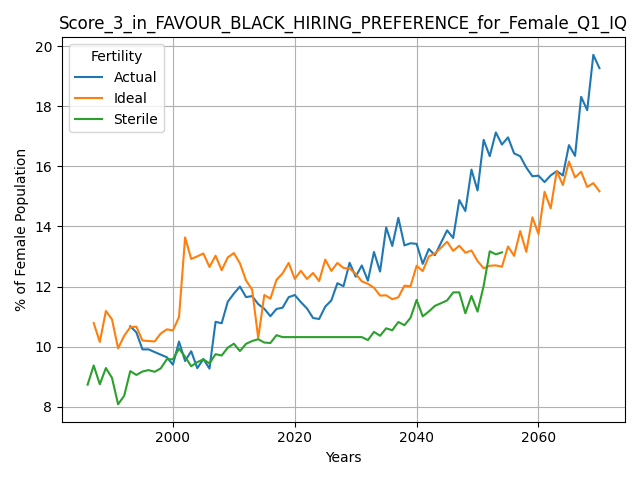 Score_3_in_FAVOUR_BLACK_HIRING_PREFERENCE_for_Female_Q1_IQ
Fertility
Actual
Ideal
Sterile
% of Female Population
20
18
16
14
12
10
8
2000 2020 2040 2060
Years